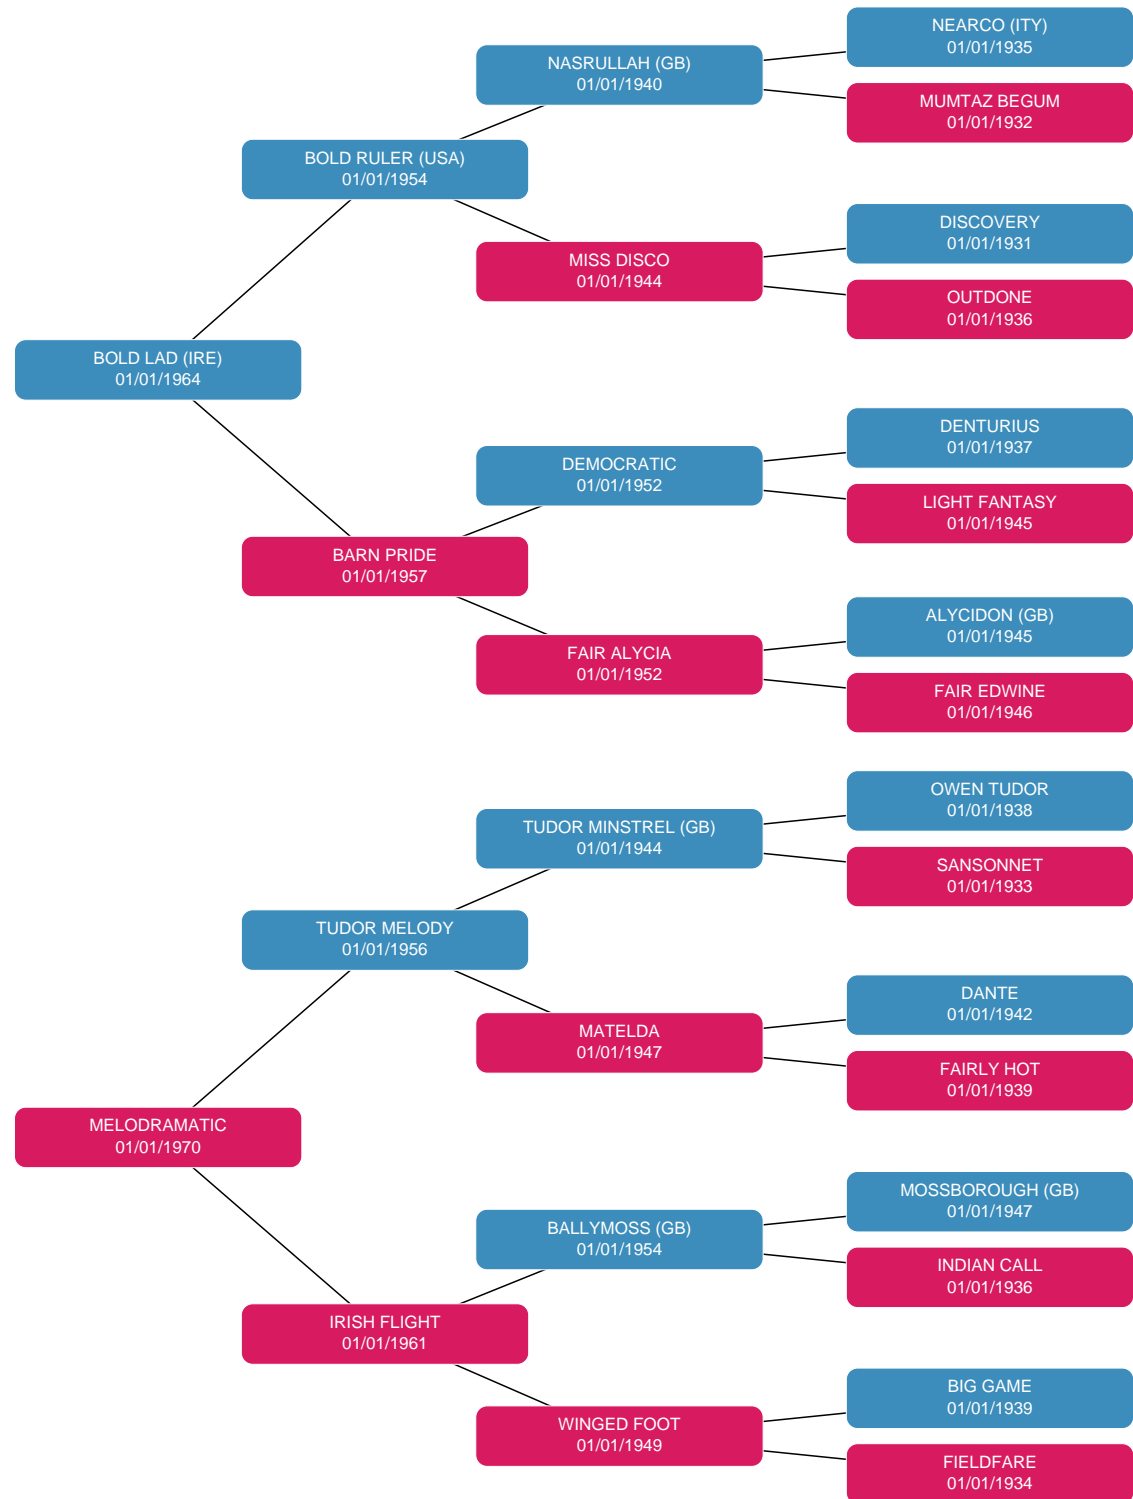 NEARCO (ITY)
01/01/1935
NASRULLAH (GB)
01/01/1940
MUMTAZ BEGUM
01/01/1932
BOLD RULER (USA)
01/01/1954
DISCOVERY
01/01/1931
MISS DISCO
01/01/1944
OUTDONE
01/01/1936
BOLD LAD (IRE)
01/01/1964
DENTURIUS
01/01/1937
DEMOCRATIC
01/01/1952
LIGHT FANTASY
01/01/1945
BARN PRIDE
01/01/1957
ALYCIDON (GB)
01/01/1945
FAIR ALYCIA
01/01/1952
FAIR EDWINE
01/01/1946
OWEN TUDOR
01/01/1938
TUDOR MINSTREL (GB)
01/01/1944
SANSONNET
01/01/1933
TUDOR MELODY
01/01/1956
DANTE
01/01/1942
MATELDA
01/01/1947
FAIRLY HOT
01/01/1939
MELODRAMATIC
01/01/1970
MOSSBOROUGH (GB)
01/01/1947
BALLYMOSS (GB)
01/01/1954
INDIAN CALL
01/01/1936
IRISH FLIGHT
01/01/1961
BIG GAME
01/01/1939
WINGED FOOT
01/01/1949
FIELDFARE
01/01/1934